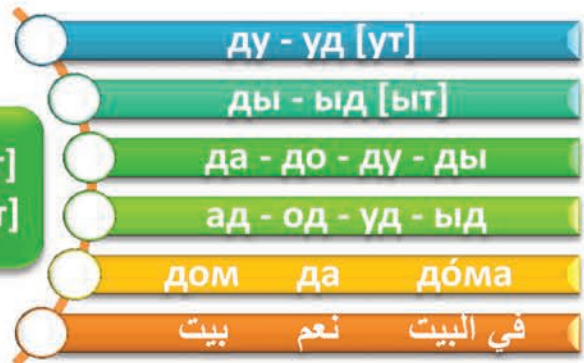 ду - уд [ут]
ды - ыд [ыт]
да - до - ду - ды
ад - од - уд - ыд
дом да до́ма
في البيت نعم بيت